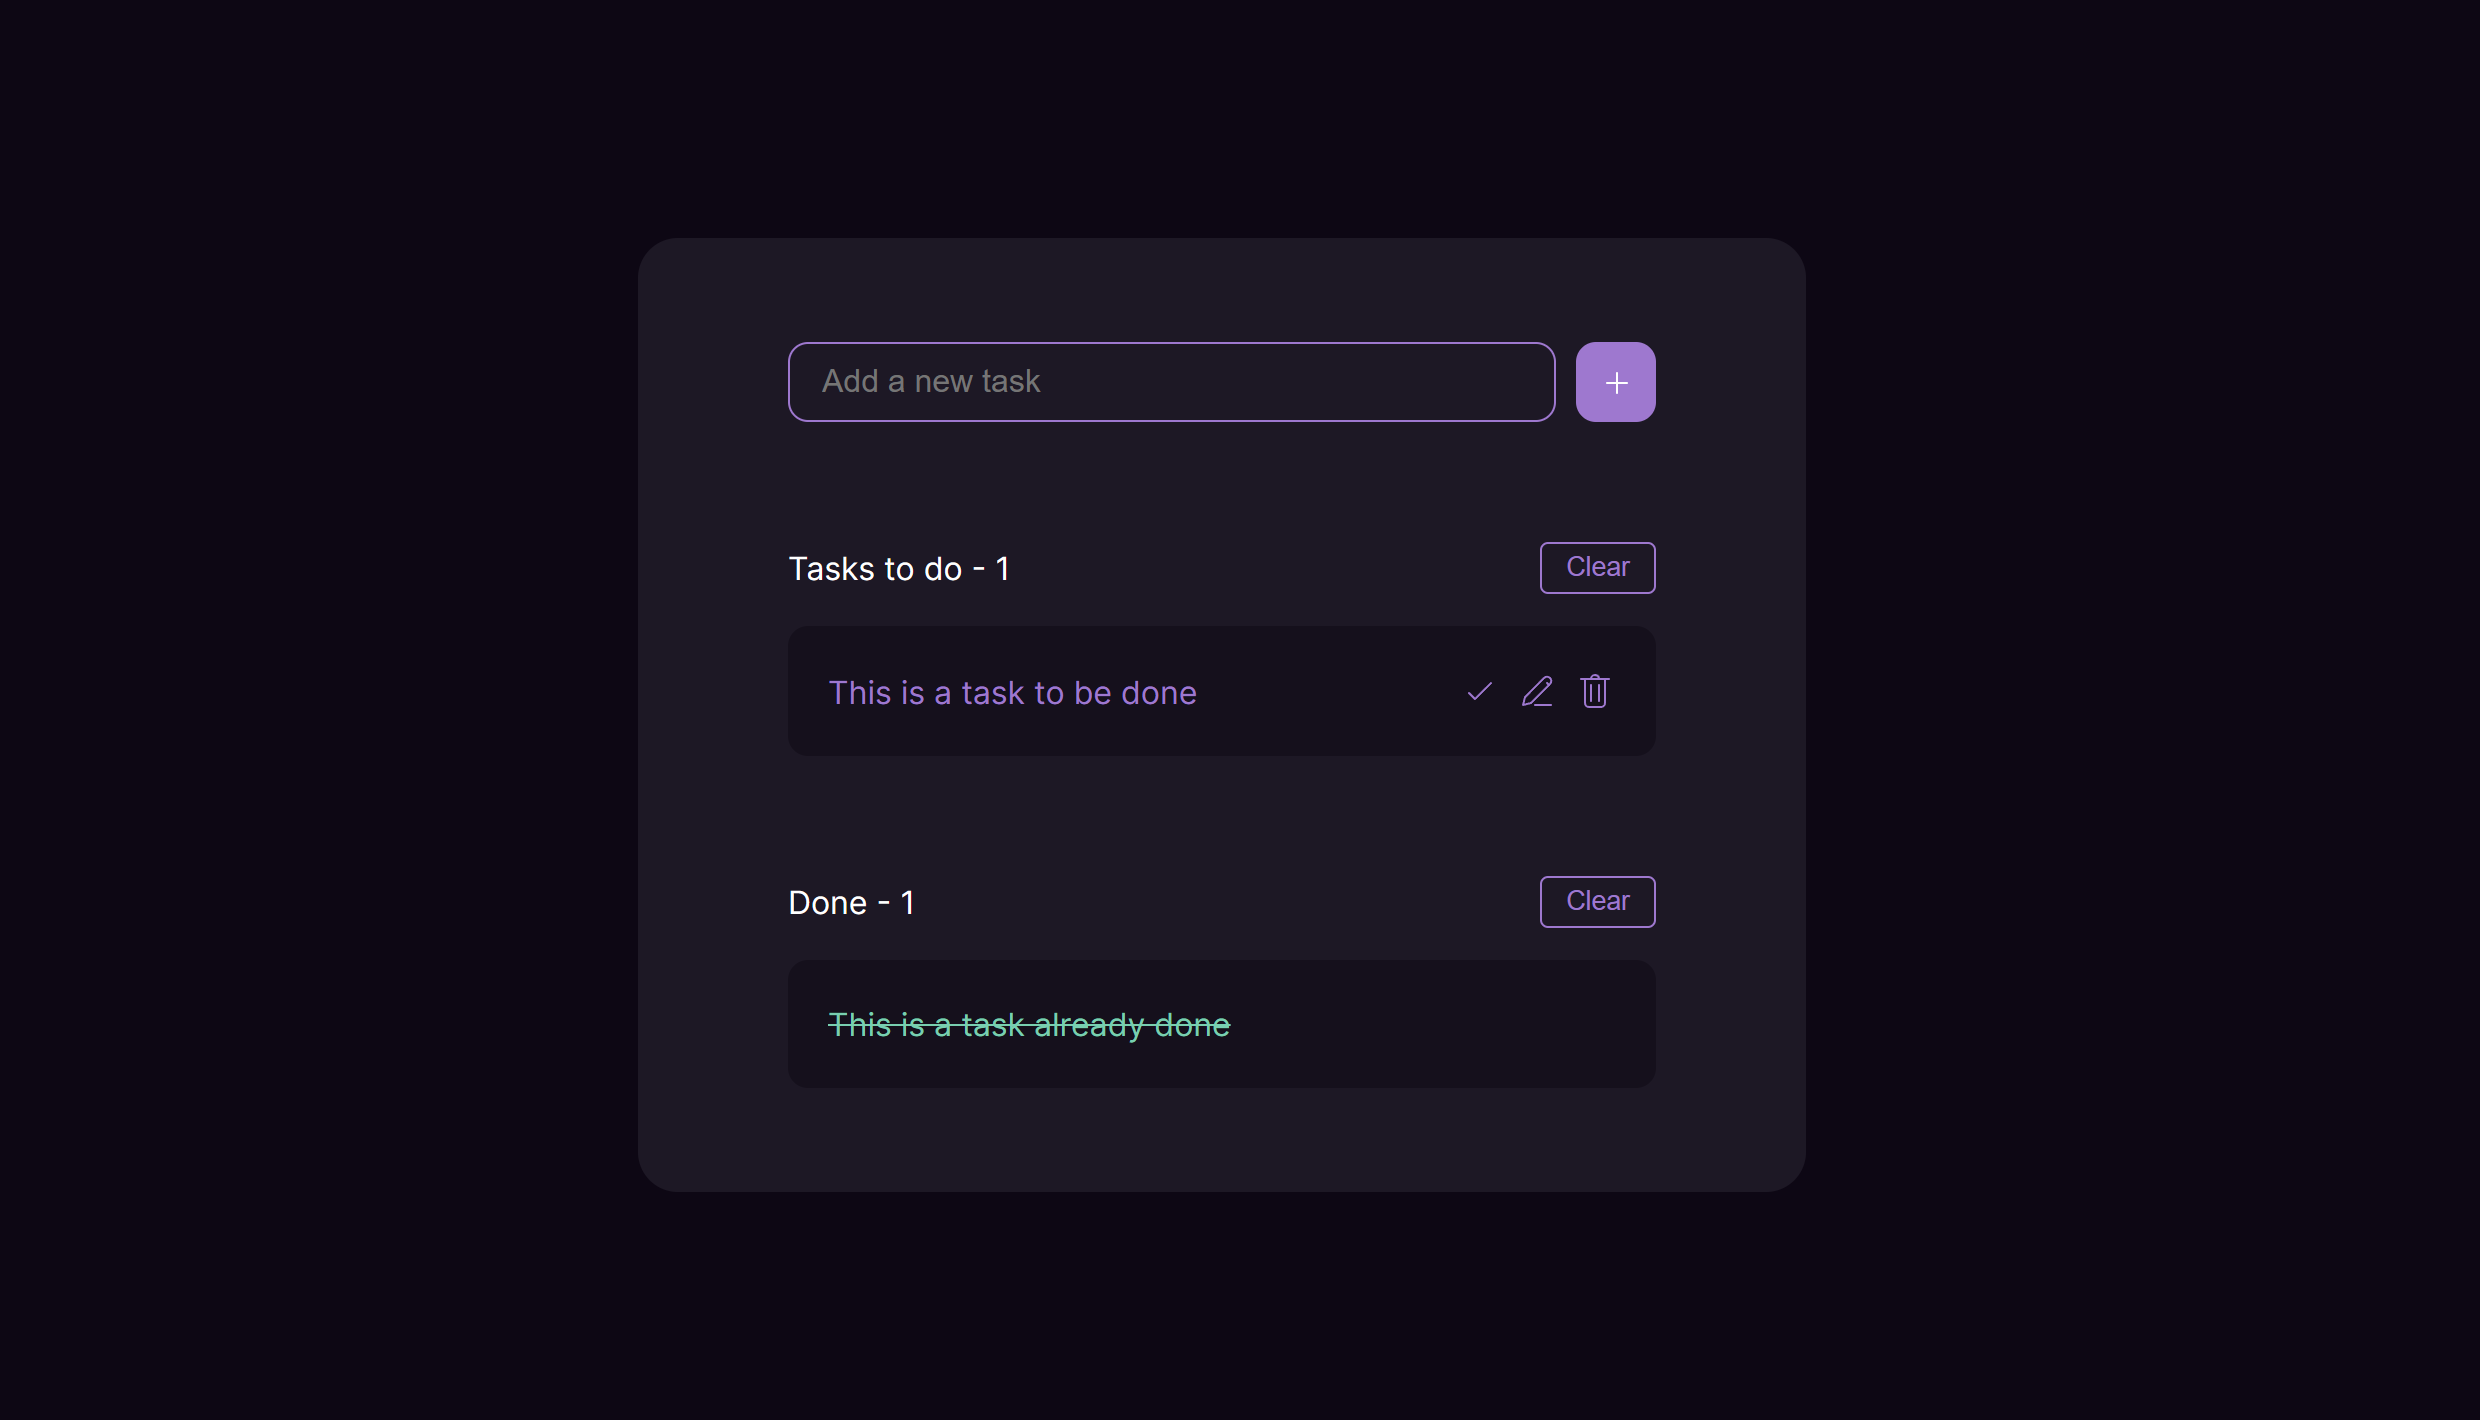 Add a new task
Tasks to do - 1
Clear
This is a task to be done
Done - 1
Clear
This is a task already done